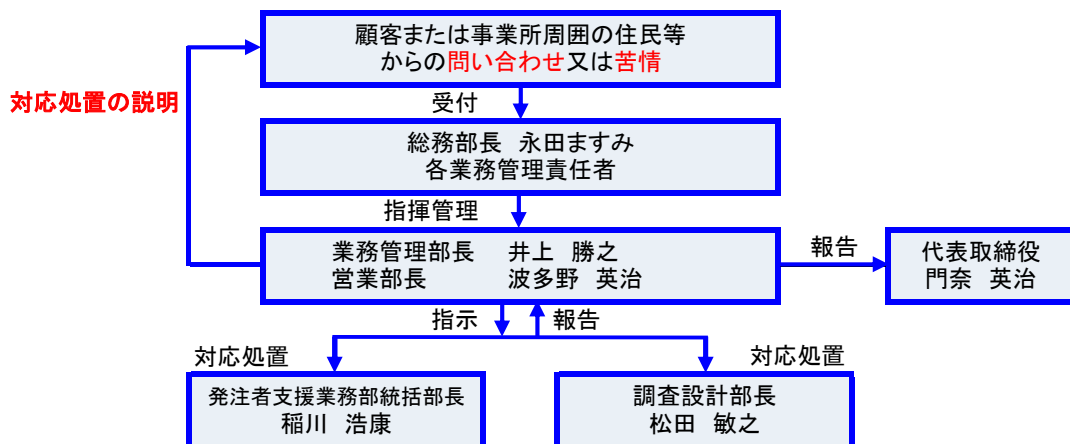 顧客または事業所周囲の住民等
からの問い合わせ又は苦情
対応処置の説明
受付
総務部長 永田ますみ
各業務管理責任者
指揮管理
業務管理部長 井上 勝之
営業部長 波多野 英治
報告
代表取締役
門奈 英治
指示 報告
対応処置
対応処置
発注者支援業務部統括部長
稲川 浩康
調査設計部長
松田 敏之